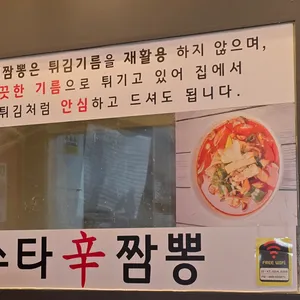 짬뽕은 튀김기름을 재활용 하지 않으며,
끗한 기름으로 튀기고 있어 집에서
튀김처럼 안심하고 드셔도 됩니다.
스타辛짬뽕
FREE WiFi